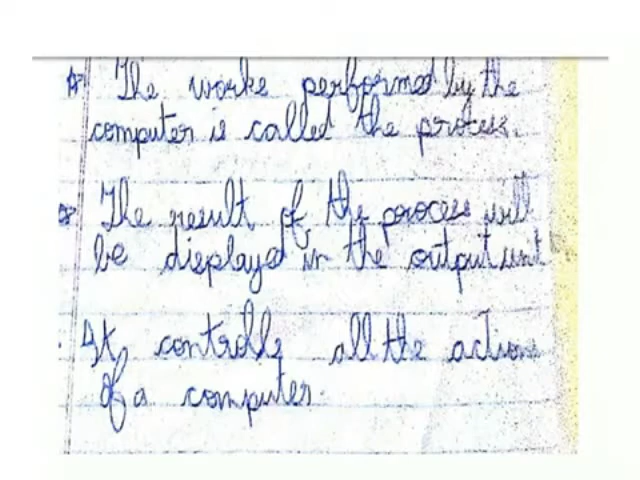 The works performed by the
computer is called the process.
The result of the process will
be displayed in the output unit
It controlls all the actions
of a computer.